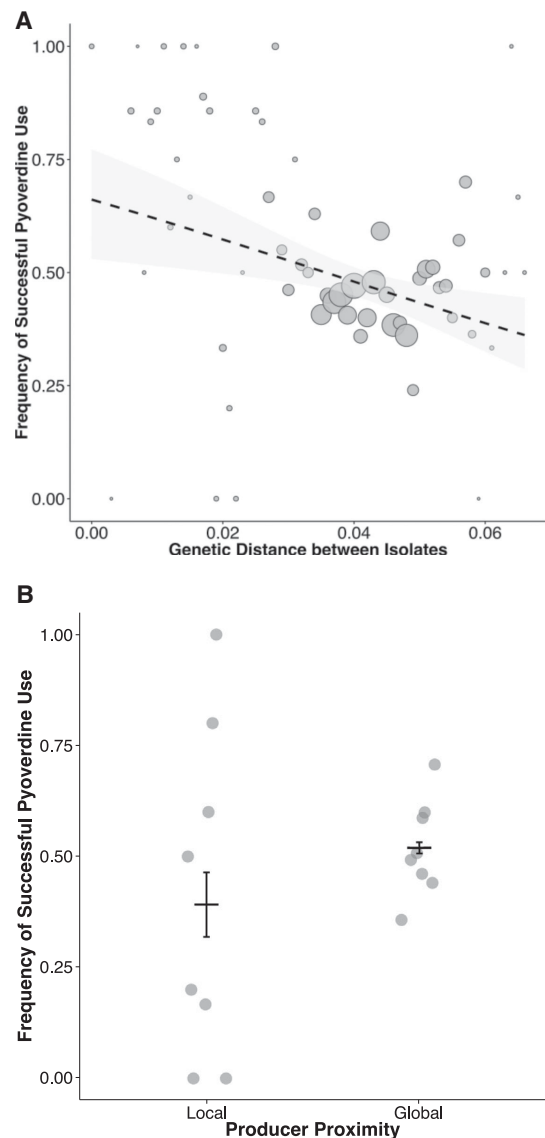 A
Frequency of Successful Pyoverdine Use
1.00
0.75
0.50
0.25
0.00
0.00 0.02 0.04 0.06
Genetic Distance between Isolates
B
Frequency of Successful Pyoverdine Use
1.00
0.75
0.50
0.25
0.00
Local Global
Producer Proximity